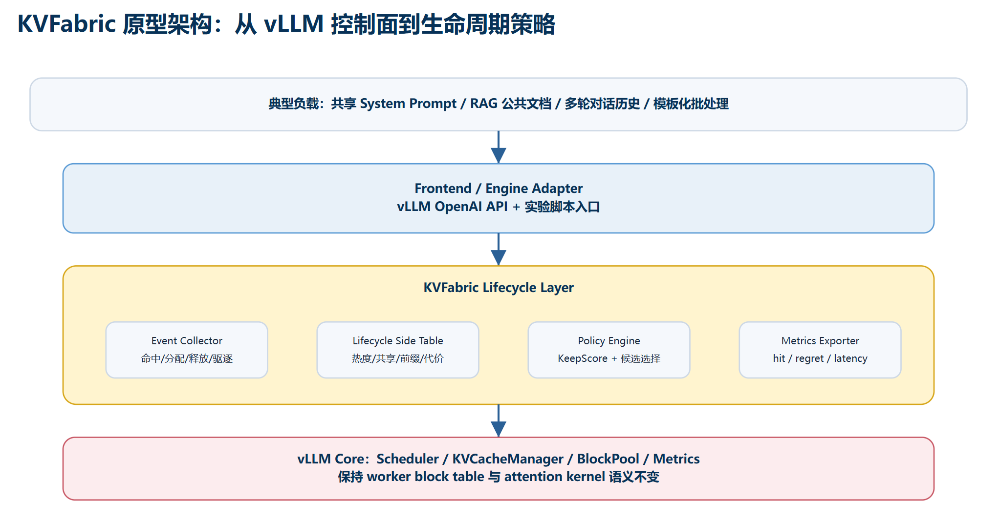 KVFabric 原型架构：从 vLLM 控制面到生命周期策略
典型负载：共享 System Prompt / RAG 公共文档 / 多轮对话历史 / 模板化批处理
Frontend / Engine Adapter
vLLM OpenAI API + 实验脚本入口
KVFabric Lifecycle Layer
Event Collector
命中/分配/释放/驱逐
Lifecycle Side Table
热度/共享/前缀/代价
Policy Engine
KeepScore + 候选选择
Metrics Exporter
hit / regret / latency
vLLM Core：Scheduler / KVCacheManager / BlockPool / Metrics
保持 worker block table 与 attention kernel 语义不变